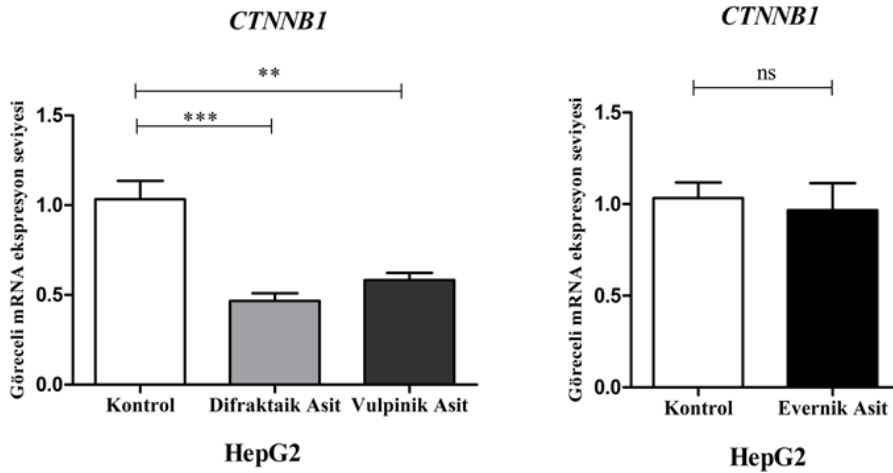 CTNNB1
**
***
Göreceli mRNA ekspresyon seviyesi
1.5
1.0
0.5
0.0
Kontrol Difraktaik Asit Vulpinik Asit
HepG2
CTNNB1
ns
Göreceli mRNA ekspresyon seviyesi
1.5
1.0
0.5
0.0
Kontrol Evernik Asit
HepG2